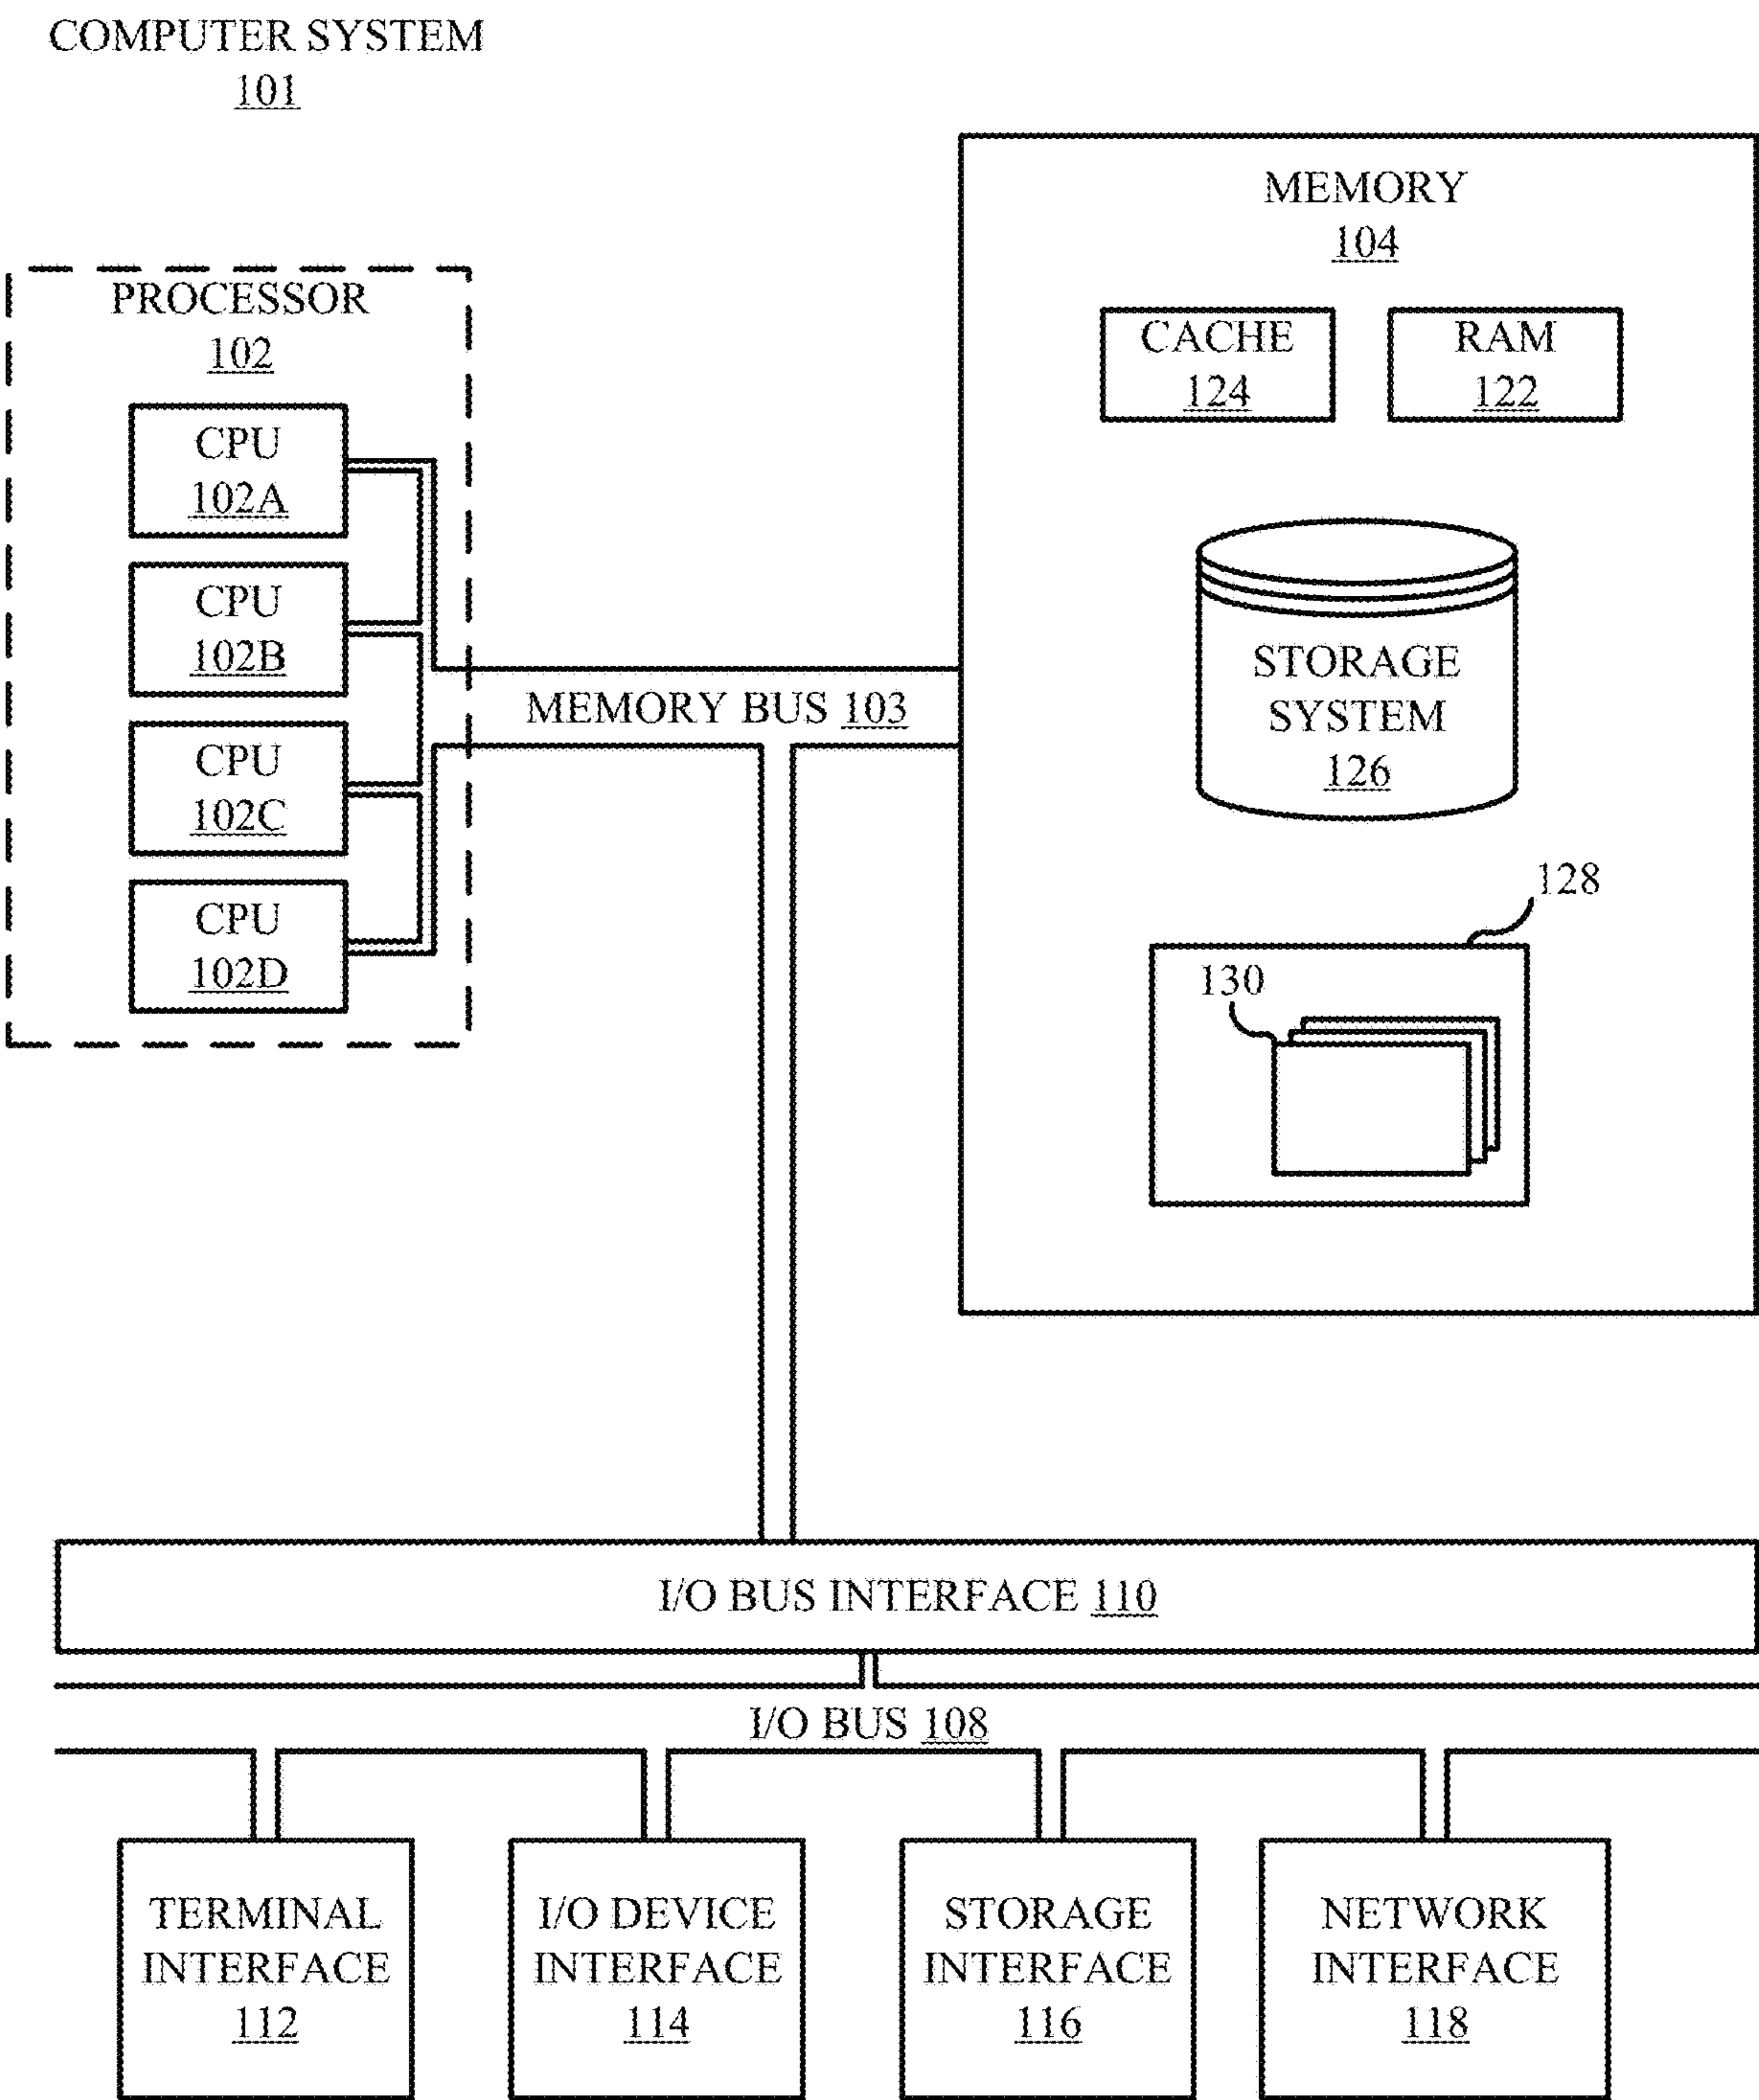 COMPUTER SYSTEM
101
MEMORY
104
PROCESSOR
102
CACHE
124
RAM
122
CPU
102A
CPU
102B
CPU
102C
CPU
102D
MEMORY BUS 103
STORAGE
SYSTEM
126
128
130
I/O BUS INTERFACE 110
I/O BUS 108
TERMINAL
INTERFACE
112
I/O DEVICE
INTERFACE
114
STORAGE
INTERFACE
116
NETWORK
INTERFACE
118